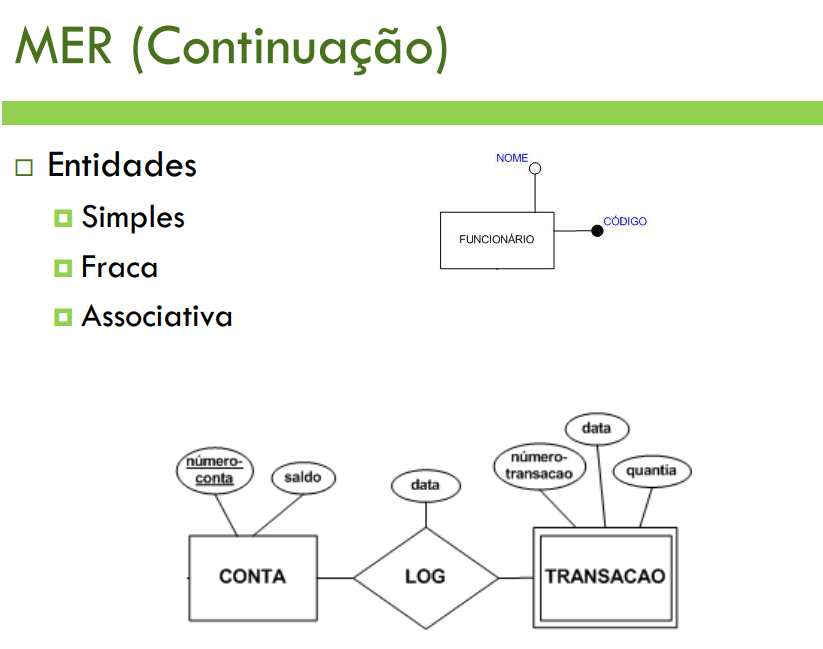 MER (Continuação)
Entidades
Simples
Fraca
Associativa
NOME
CÓDIGO
FUNCIONÁRIO
número-
conta
saldo
data
número-
transacao
data
quantia
CONTA
LOG
TRANSACAO